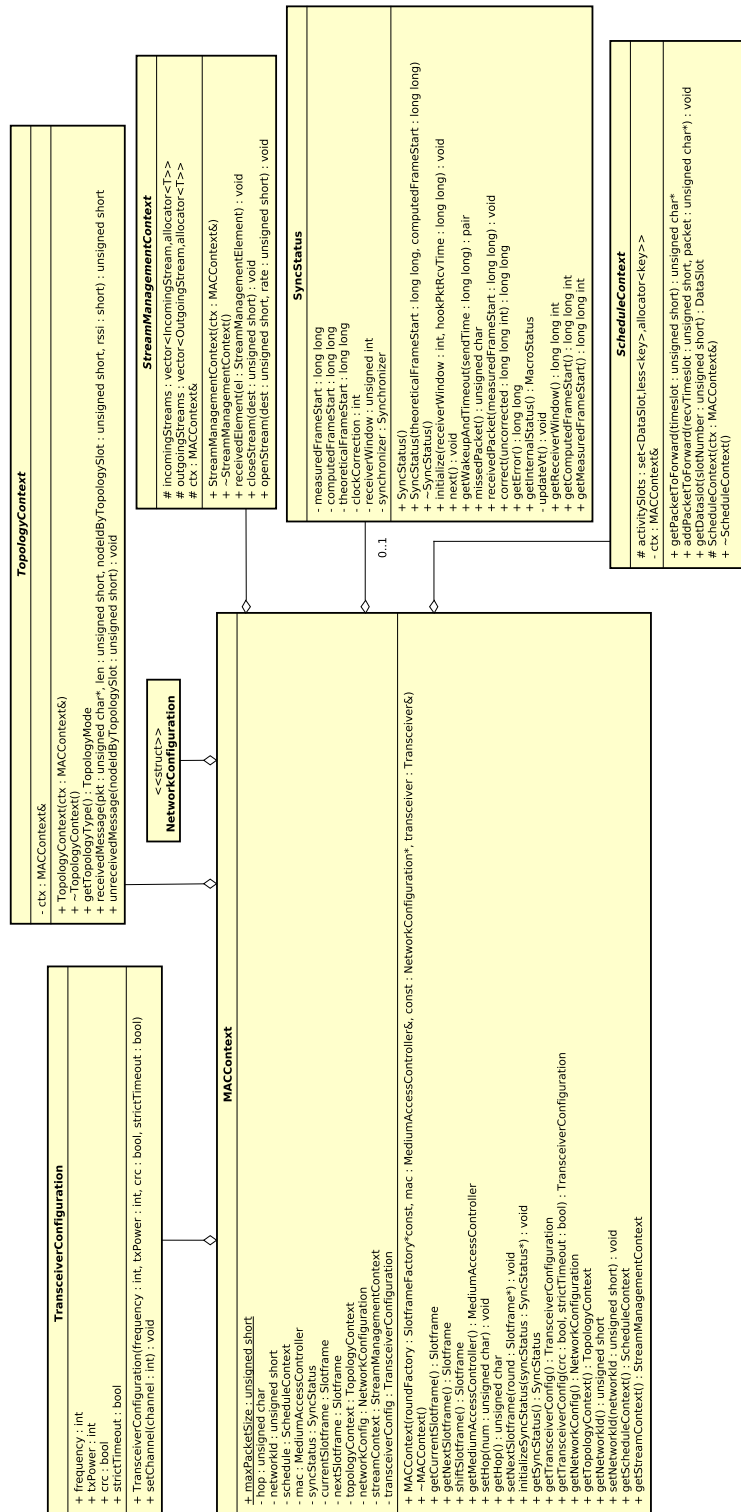 TopologyContext
- ctx : MACContext&
+ TopologyContext(ctx : MACContext&)
+ ~TopologyContext()
+ getTopologyType() : TopologyMode
+ receivedMessage(pkt : unsigned char*, len : unsigned short, nodeIdByTopologySlot : unsigned short, rssi : short) : unsigned short
+ unreceivedMessage(nodeIdByTopologySlot : unsigned short) : void
StreamManagementContext
# incomingStreams : vector<IncomingStream,allocator<T>>
# outgoingStreams : vector<OutgoingStream,allocator<T>>
# ctx : MACContext&
+ StreamManagementContext(ctx : MACContext&)
+ ~StreamManagementContext()
+ receivedElement(el : StreamManagementElement) : void
+ closeStream(dest : unsigned short) : void
+ openStream(dest : unsigned short, rate : unsigned short) : void
SyncStatus
- measuredFrameStart : long long
- computedFrameStart : long long
- theoreticalFrameStart : long long
- clockCorrection : int
- receiverWindow : unsigned int
- synchronizer : Synchronizer
+ SyncStatus()
+ SyncStatus(theoreticalFrameStart : long long, computedFrameStart : long long)
+ ~SyncStatus()
+ initialize(receiverWindow : int, hookPktRcvTime : long long) : void
+ next() : void
+ getWakeupAndTimeout(sendTime : long long) : pair
+ missedPacket() : unsigned char
+ receivedPacket(measuredFrameStart : long long) : void
+ correct(uncorrected : long long int) : long long
+ getError() : long long
+ getInternalStatus() : MacroStatus
- updateVt() : void
+ getReceiverWindow() : long long int
+ getComputedFrameStart() : long long int
+ getMeasuredFrameStart() : long long int
ScheduleContext
# activitySlots : set<DataSlot,less<key>,allocator<key>>
- ctx : MACContext&
+ getPacketToForward(timeslot : unsigned short) : unsigned char*
+ addPacketToForward(recvTimeslot : unsigned short, packet : unsigned char*) : void
+ getDataslot(slotNumber : unsigned short) : DataSlot
# ScheduleContext(ctx : MACContext&)
+ ~ScheduleContext()
0..1
<<struct>>
NetworkConfiguration
TransceiverConfiguration
+ frequency : int
+ txPower : int
+ crc : bool
+ strictTimeout : bool
+ TransceiverConfiguration(frequency : int, txPower : int, crc : bool, strictTimeout : bool)
+ setChannel(channel : int) : void
MACContext
+ maxPacketSize : unsigned short
- hop : unsigned char
- networkId : unsigned short
- schedule : ScheduleContext
- mac : MediumAccessController
- syncStatus : SyncStatus
- currentSlotframe : Slotframe
- nextSlotframe : Slotframe
- topologyContext : TopologyContext
- networkConfig : NetworkConfiguration
- streamContext : StreamManagementContext
- transceiverConfig : TransceiverConfiguration
+ MACContext(roundFactory : SlotframeFactory*const, mac : MediumAccessController&, const : NetworkConfiguration*, transceiver : Transceiver&)
+ ~MACContext()
+ getCurrentSlotframe() : Slotframe
+ getNextSlotframe() : Slotframe
+ shiftSlotframe() : Slotframe
+ getMediumAccessController() : MediumAccessController
+ setHop(num : unsigned char) : void
+ getHop() : unsigned char
+ setNextSlotframe(round : Slotframe*) : void
+ initializeSyncStatus(syncStatus : SyncStatus*) : void
+ getSyncStatus() : SyncStatus
+ getTransceiverConfig() : TransceiverConfiguration
+ getTransceiverConfig(crc : bool, strictTimeout : bool) : TransceiverConfiguration
+ getNetworkConfig() : NetworkConfiguration
+ getTopologyContext() : TopologyContext
+ getNetworkId() : unsigned short
+ setNetworkId(networkId : unsigned short) : void
+ getScheduleContext() : ScheduleContext
+ getStreamContext() : StreamManagementContext